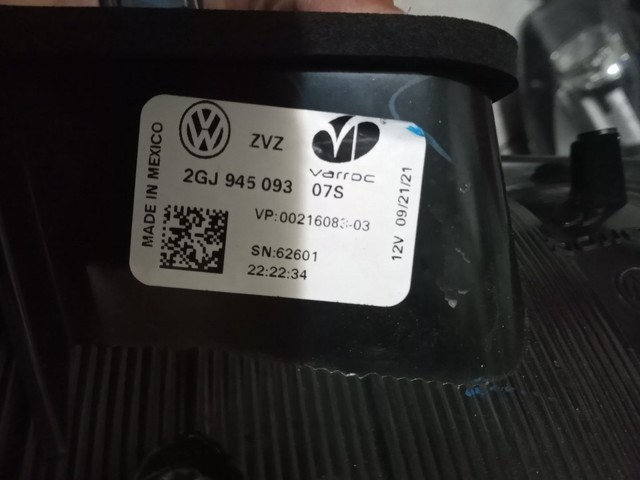 MADE IN MEXICO
ZVZ
varroc
2GJ 945 093 07S
VP:00216083-03
SN:62601
22:22:34
12V 09/21/21